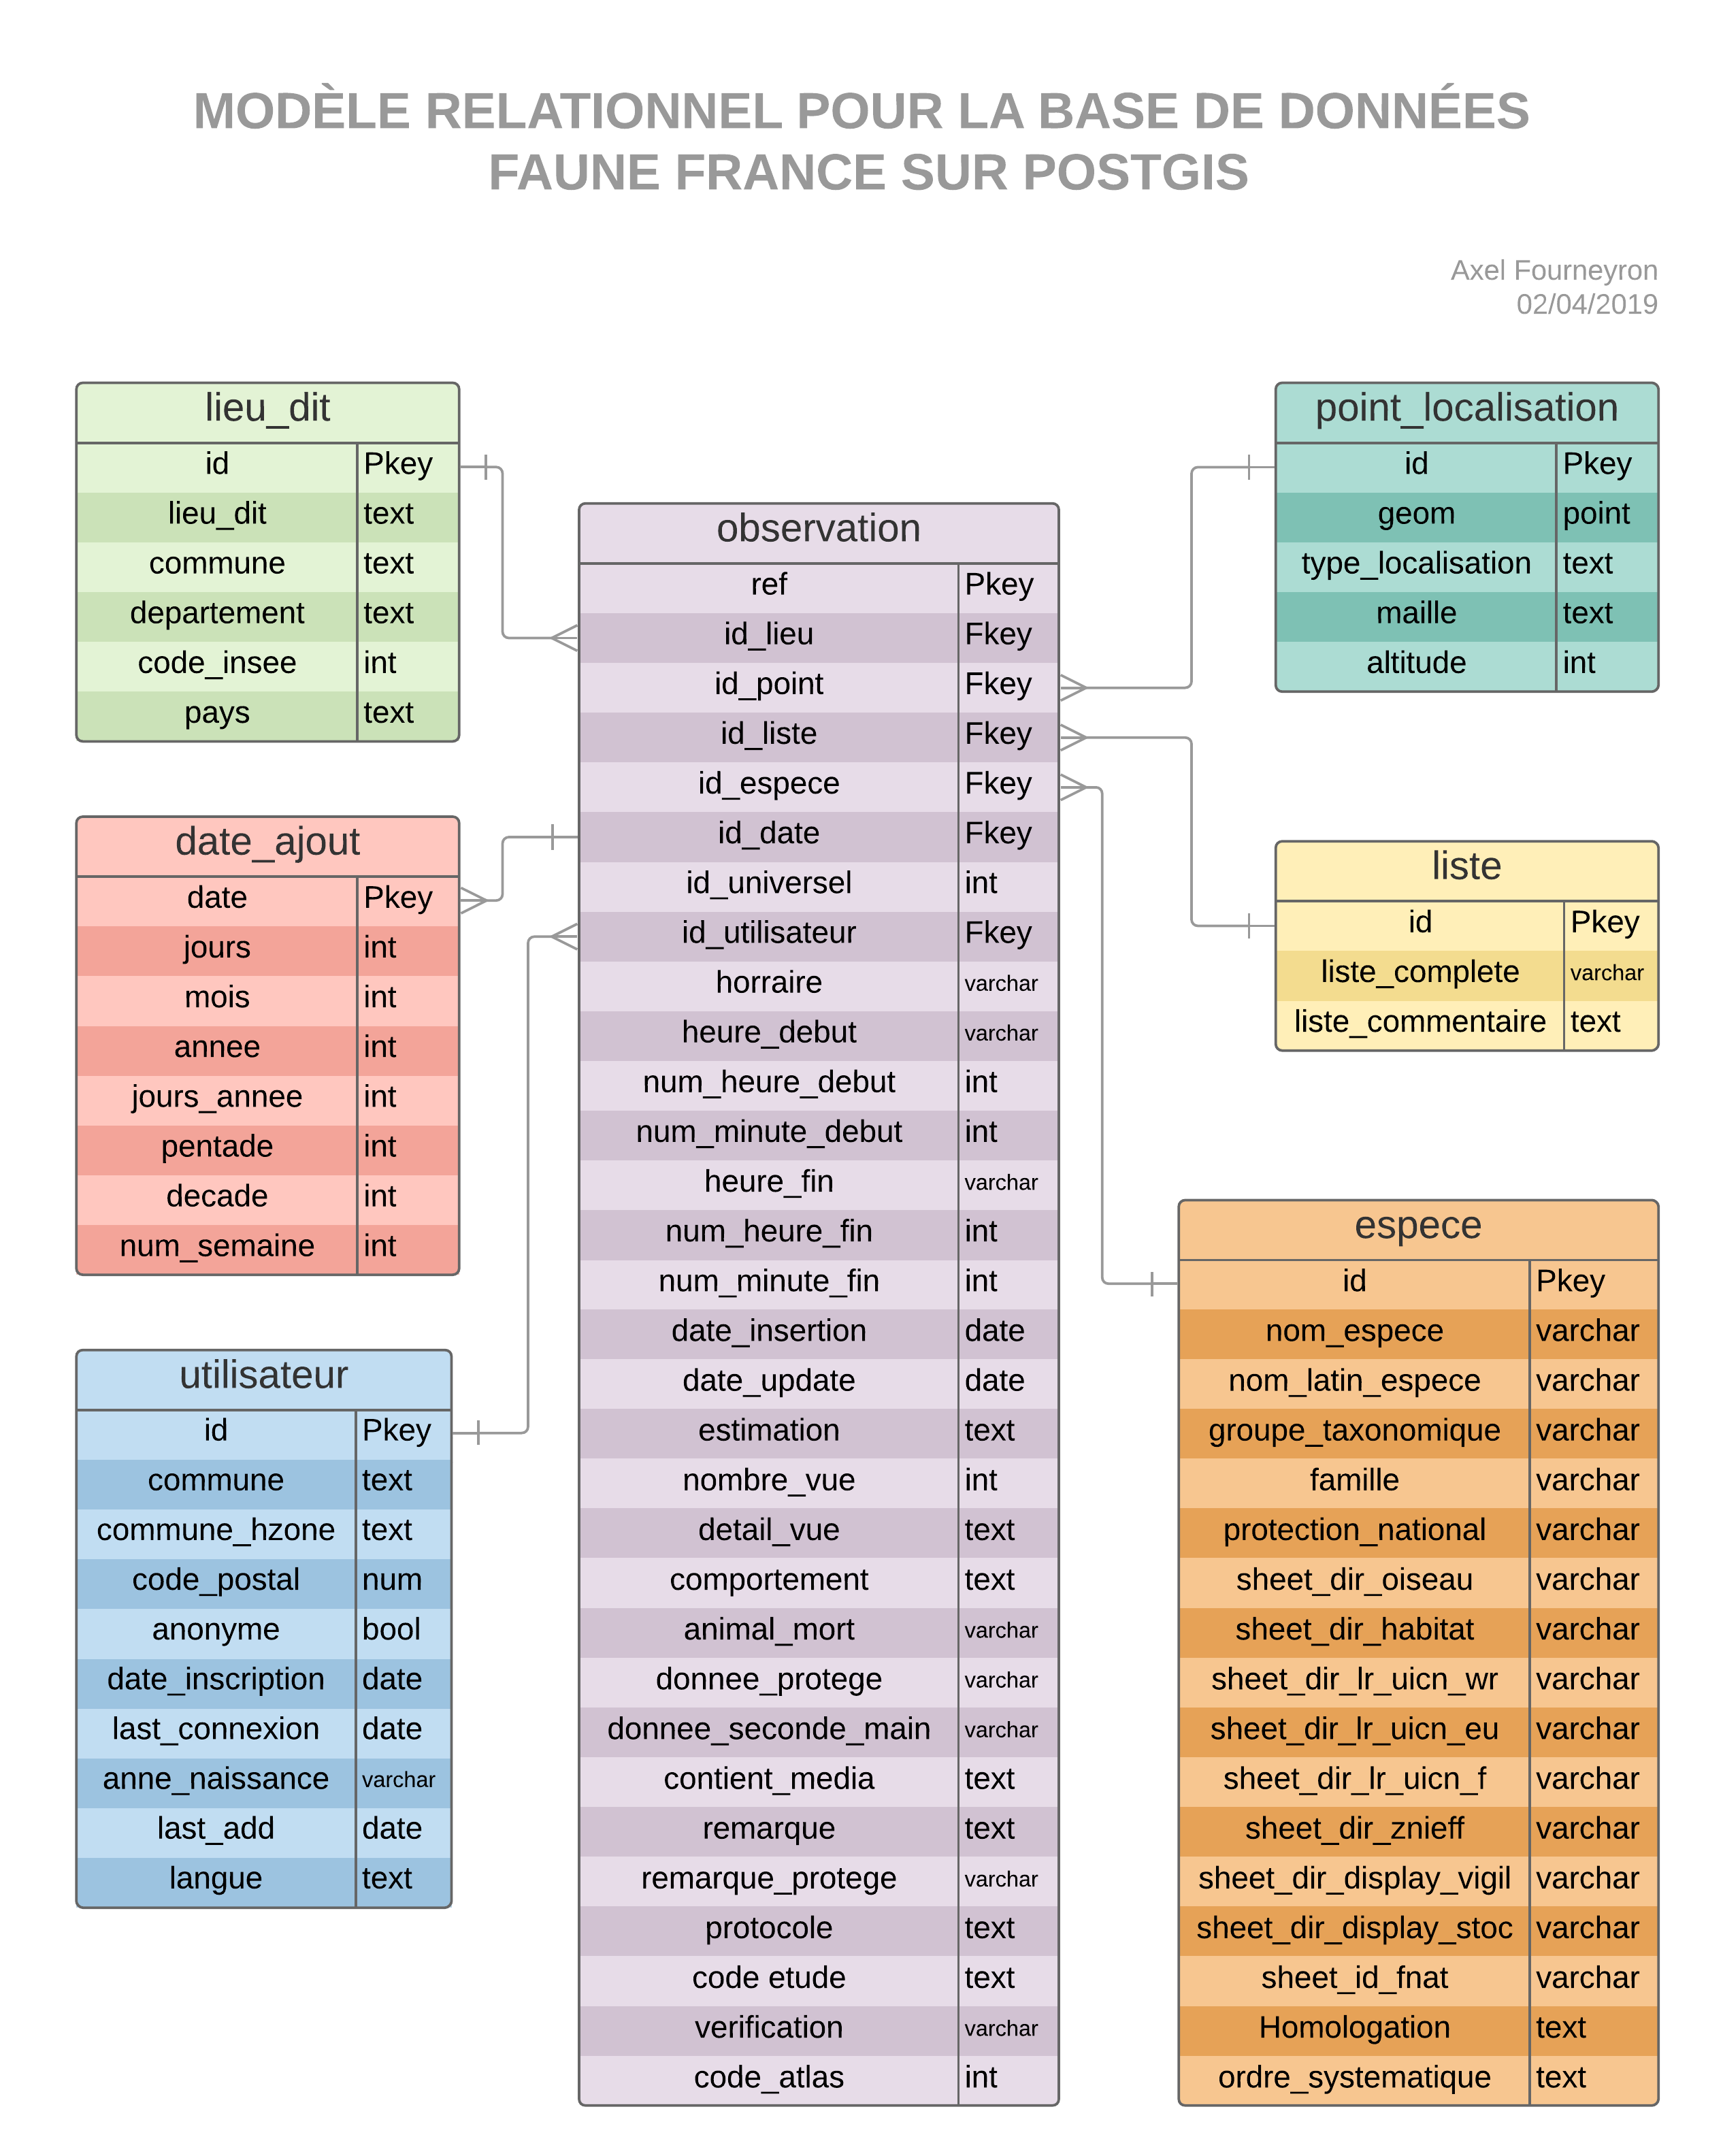 MODÈLE RELATIONNEL POUR LA BASE DE DONNÉES
FAUNE FRANCE SUR POSTGIS
Axel Fourneyron
02/04/2019
lieu_dit
id Pkey
lieu_dit text
commune text
departement text
code_insee int
pays text
date_ajout
date Pkey
jours int
mois int
annee int
jours_annee int
pentade int
decade int
num_semaine int
utilisateur
id Pkey
commune text
commune_hzone text
code_postal num
anonyme bool
date_inscription date
last_connexion date
anne_naissance varchar
last_add date
langue text
observation
ref Pkey
id_lieu Fkey
id_point Fkey
id_liste Fkey
id_espece Fkey
id_date Fkey
id_universel int
id_utilisateur Fkey
horraire varchar
heure_debut varchar
num_heure_debut int
num_minute_debut int
heure_fin varchar
num_heure_fin int
num_minute_fin int
date_insertion date
date_update date
estimation text
nombre_vue int
detail_vue text
comportement text
animal_mort varchar
donnee_protege varchar
donnee_seconde_main varchar
contient_media text
remarque text
remarque_protege varchar
protocole text
code etude text
verification varchar
code_atlas int
point_localisation
id Pkey
geom point
type_localisation text
maille text
altitude int
liste
id Pkey
liste_complete varchar
liste_commentaire text
espece
id Pkey
nom_espece varchar
nom_latin_espece varchar
groupe_taxonomique varchar
famille varchar
protection_national varchar
sheet_dir_oiseau varchar
sheet_dir_habitat varchar
sheet_dir_lr_uicn_wr varchar
sheet_dir_lr_uicn_eu varchar
sheet_dir_lr_uicn_f varchar
sheet_dir_znieff varchar
sheet_dir_display_vigil varchar
sheet_dir_display_stoc varchar
sheet_id_fnat varchar
Homologation text
ordre_systematique text